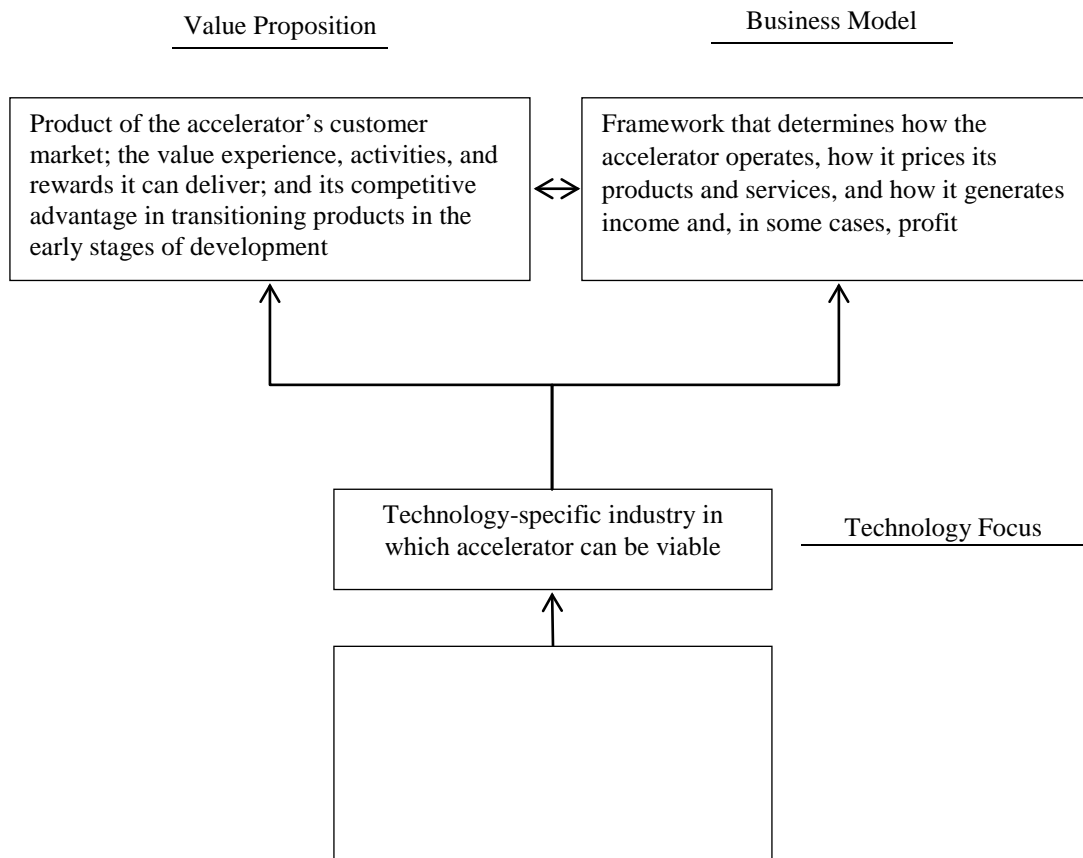 Value Proposition
Business Model
Product of the accelerator’s customer
market; the value experience, activities, and
rewards it can deliver; and its competitive
advantage in transitioning products in the
early stages of development
Framework that determines how the
accelerator operates, how it prices its
products and services, and how it generates
income and, in some cases, profit
Technology-specific industry in
which accelerator can be viable
Technology Focus